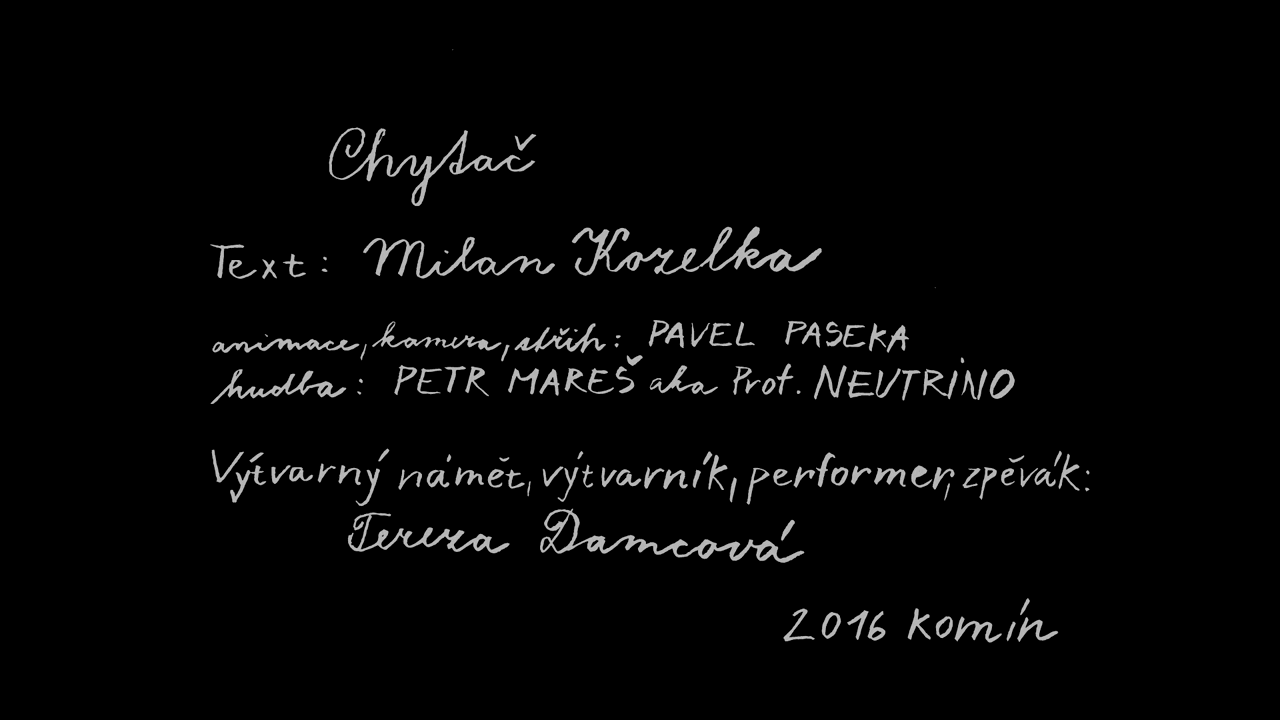 Chytač
Text: Milan Kozelka
animace, kamera, střih: PAVEL PASEKA
hudba: PETR MAREŠ aka Prof. NEUTRINO
Výtvarný námět, výtvarník, performer, zpěvák:
Tereza Damcová
2016 Komín